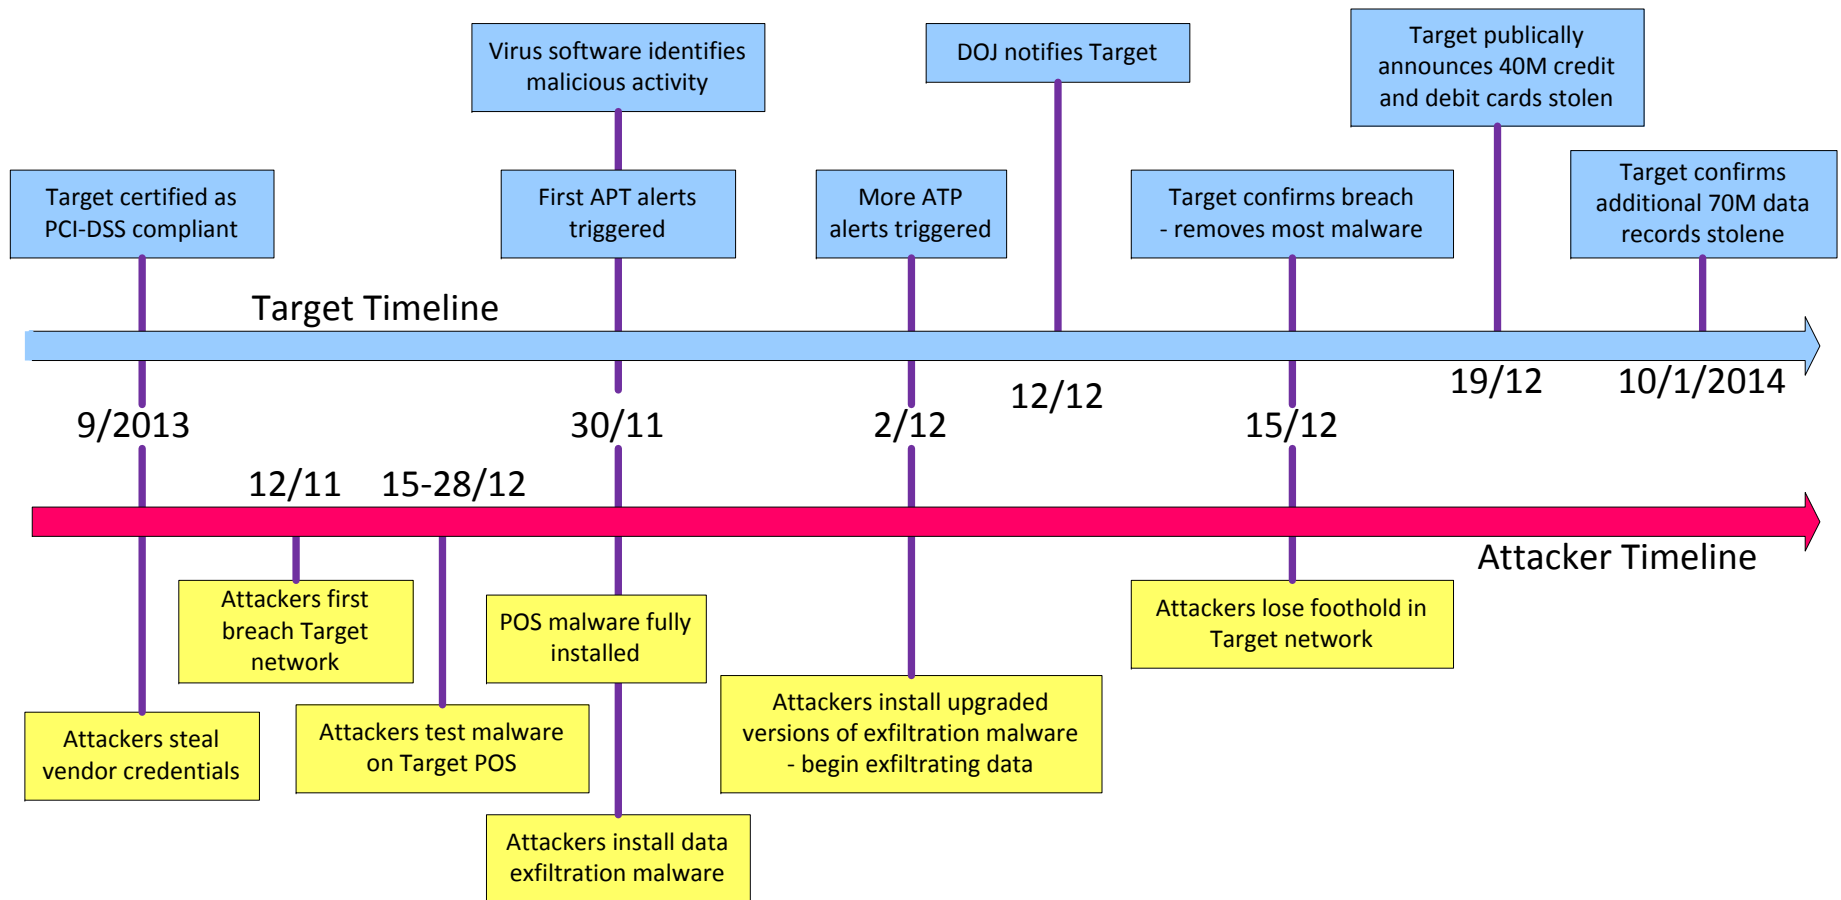 Virus software identifies
malicious activity
DOJ notifies Target
Target publically
announces 40M credit
and debit cards stolen
Target certified as
PCI-DSS compliant
First APT alerts
triggered
More ATP
alerts triggered
Target confirms breach
- removes most malware
Target confirms
additional 70M data
records stolene
Target Timeline
9/2013
30/11
2/12
12/12
15/12
19/12
10/1/2014
12/11
15-28/12
Attacker Timeline
Attackers first
breach Target
network
POS malware fully
installed
Attackers lose foothold in
Target network
Attackers steal
vendor credentials
Attackers test malware
on Target POS
Attackers install upgraded
versions of exfiltration malware
- begin exfiltrating data
Attackers install data
exfiltration malware